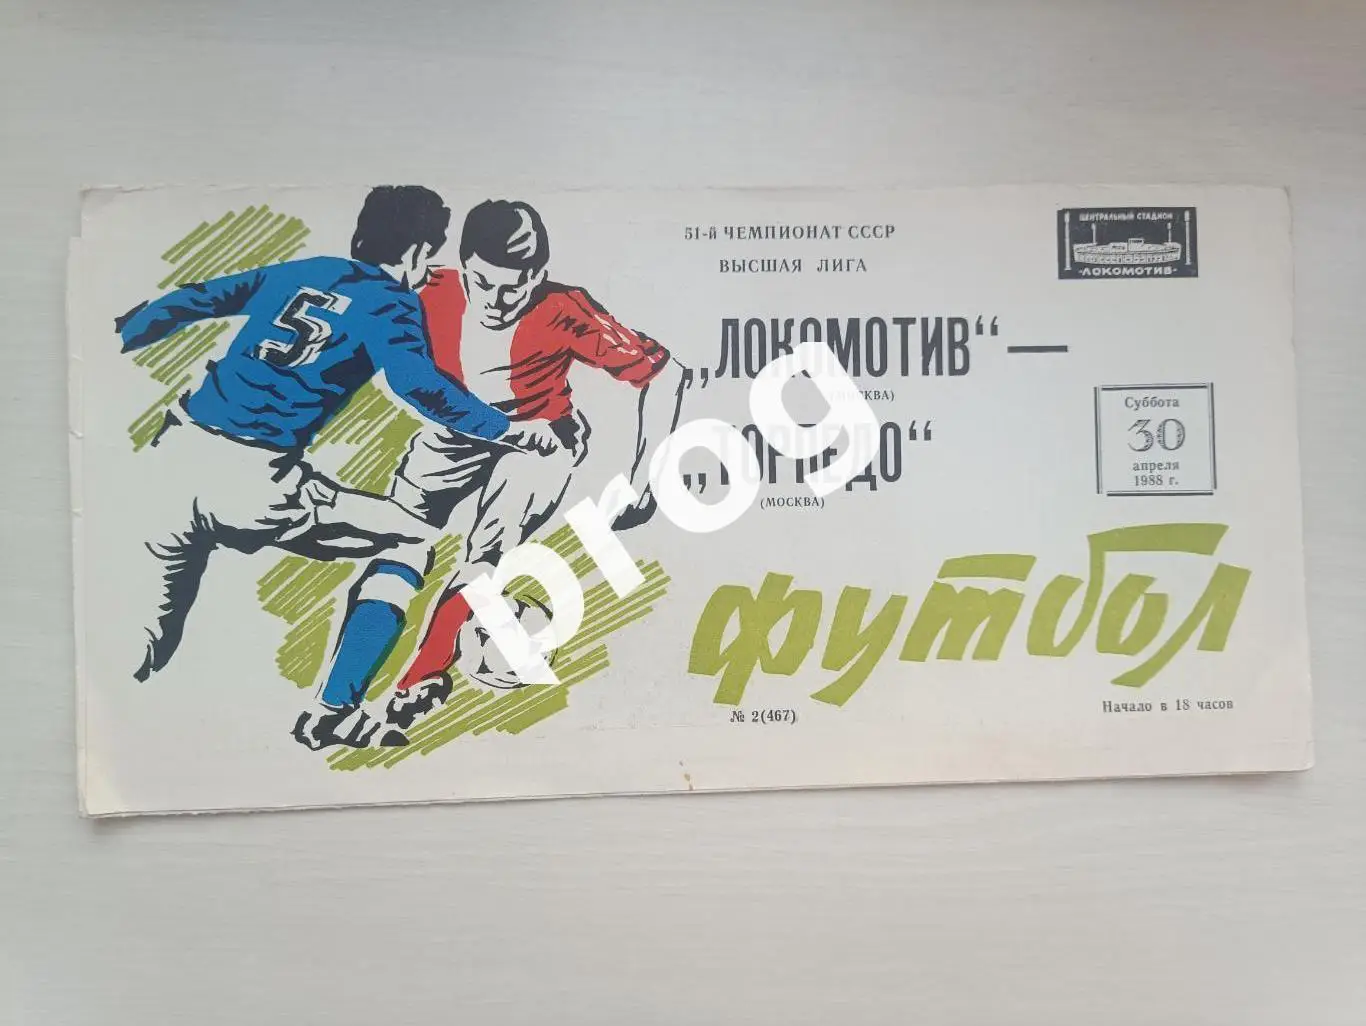 51-й ЧЕМПИОНАТ СССР
ВЫСШАЯ ЛИГА
ЦЕНТРАЛЬНЫЙ СТАДИОН
-ЛОКОМОТИВ-
„ЛОКОМОТИВ“ —
(МОСКВА)
„ТОРПЕДО“
(МОСКВА)
Суббота
30
апреля
1988 г.
футбол
№ 2(467)
Начало в 18 часов
5
prog